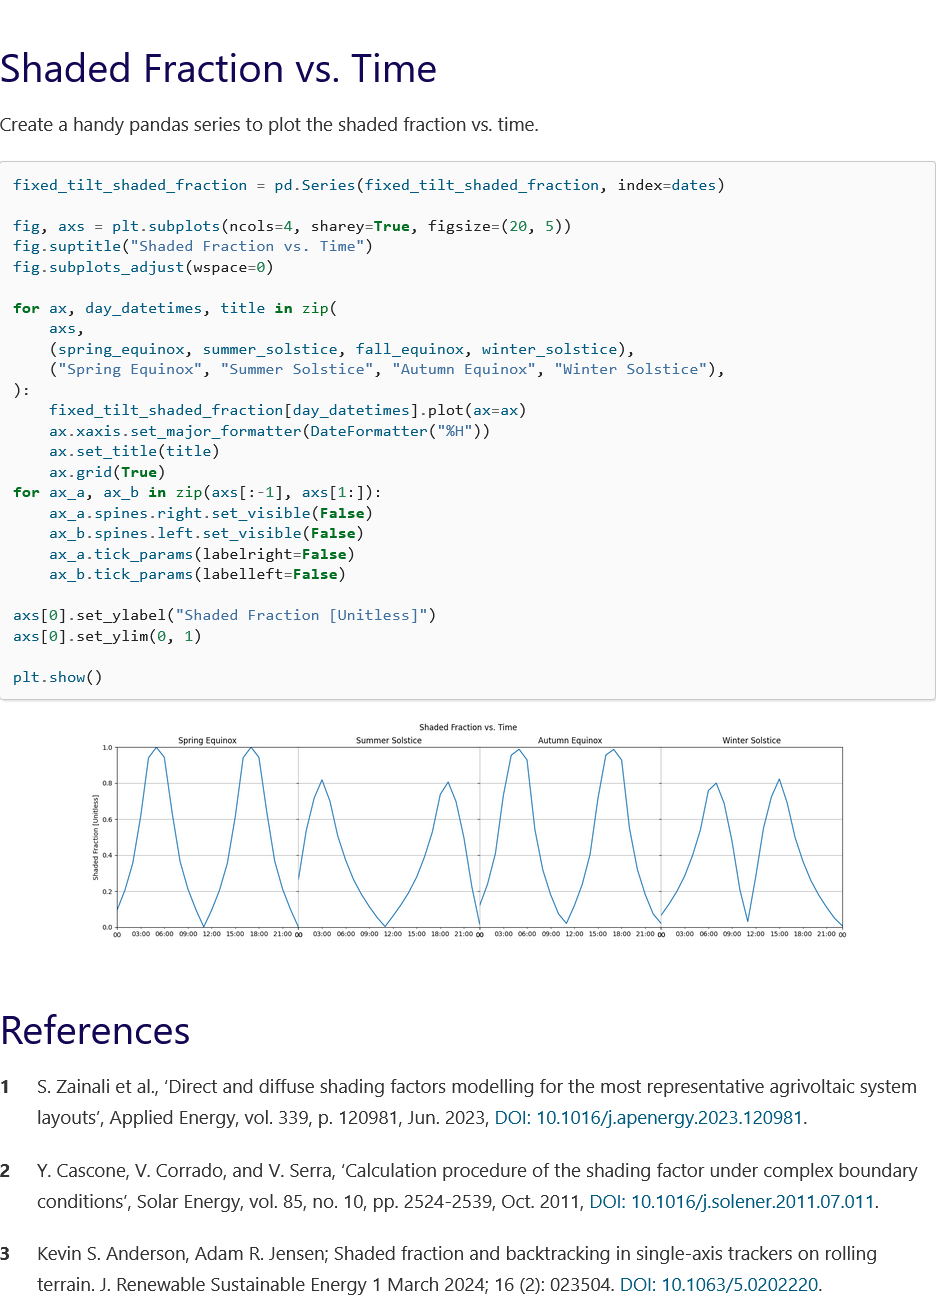 Shaded Fraction vs. Time
Create a handy pandas series to plot the shaded fraction vs. time.
fixed_tilt_shaded_fraction = pd.Series(fixed_tilt_shaded_fraction, index=dates)
fig, axs = plt.subplots(ncols=4, sharey=True, figsize=(20, 5))
fig.suptitle("Shaded Fraction vs. Time")
fig.subplots_adjust(wspace=0)
for ax, day_datetimes, title in zip(
    axs,
    (spring_equinox, summer_solstice, fall_equinox, winter_solstice),
    ("Spring Equinox", "Summer Solstice", "Autumn Equinox", "Winter Solstice"),
):
    fixed_tilt_shaded_fraction[day_datetimes].plot(ax=ax)
    ax.xaxis.set_major_formatter(DateFormatter("%H"))
    ax.set_title(title)
    ax.grid(True)
for ax_a, ax_b in zip(axs[:-1], axs[1:]):
    ax_a.spines.right.set_visible(False)
    ax_b.spines.left.set_visible(False)
    ax_a.tick_params(labelright=False)
    ax_b.tick_params(labelleft=False)
axs[0].set_ylabel("Shaded Fraction [Unitless]")
axs[0].set_ylim(0, 1)
plt.show()
Shaded Fraction vs. Time
Spring Equinox Summer Solstice Autumn Equinox Winter Solstice
1.0
0.8
0.6
0.4
0.2
0.0
Shaded Fraction [Unitless]
00 03:00 06:00 09:00 12:00 15:00 18:00 21:00 00 03:00 06:00 09:00 12:00 15:00 18:00 21:00 00 03:00 06:00 09:00 12:00 15:00 18:00 21:00 00 03:00 06:00 09:00 12:00 15:00 18:00 21:00 00
References
1 S. Zainali et al., ‘Direct and diffuse shading factors modelling for the most representative agrivoltaic system
layouts’, Applied Energy, vol. 339, p. 120981, Jun. 2023, DOI: 10.1016/j.apenergy.2023.120981.
2 Y. Cascone, V. Corrado, and V. Serra, ‘Calculation procedure of the shading factor under complex boundary
conditions’, Solar Energy, vol. 85, no. 10, pp. 2524-2539, Oct. 2011, DOI: 10.1016/j.solener.2011.07.011.
3 Kevin S. Anderson, Adam R. Jensen; Shaded fraction and backtracking in single-axis trackers on rolling
terrain. J. Renewable Sustainable Energy 1 March 2024; 16 (2): 023504. DOI: 10.1063/5.0202220.